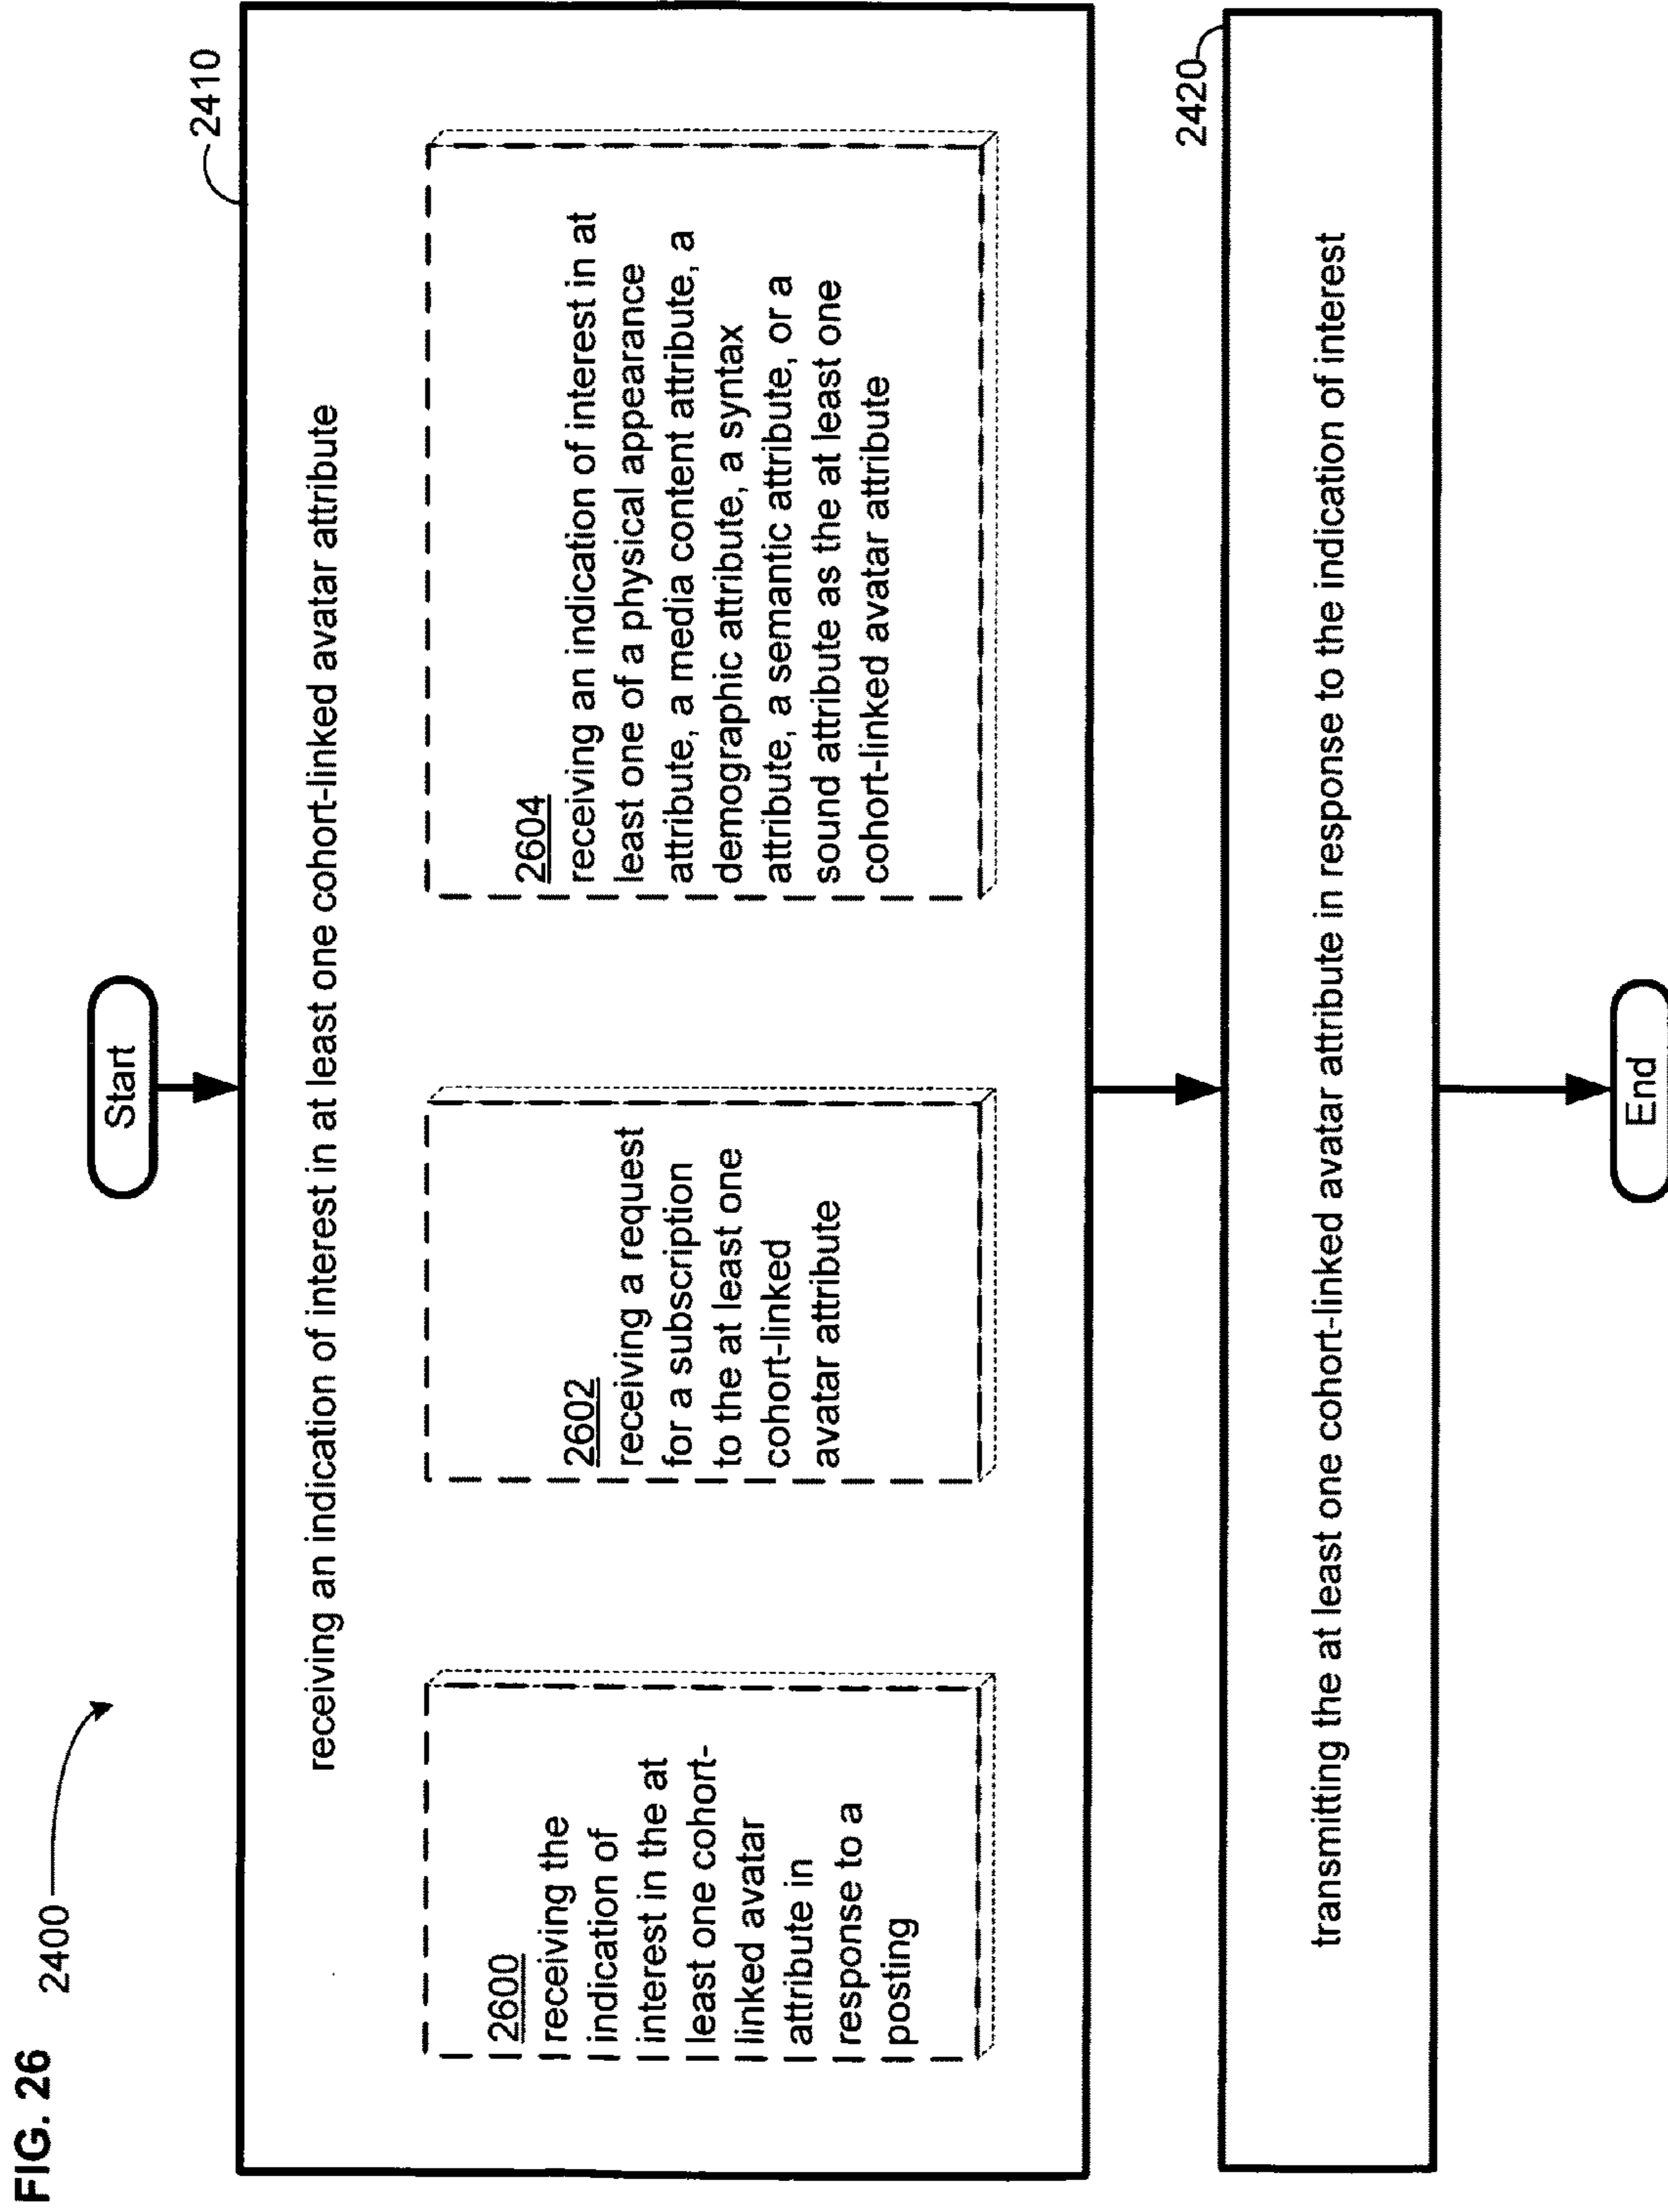 FIG. 26
2400
Start
2410
receiving an indication of interest in at least one cohort-linked avatar attribute
2600
receiving the
indication of
interest in the at
least one cohort-
linked avatar
attribute in
response to a
posting
2602
receiving a request
for a subscription
to the at least one
cohort-linked
avatar attribute
2604
receiving an indication of interest in at
least one of a physical appearance
attribute, a media content attribute, a
demographic attribute, a syntax
attribute, a semantic attribute, or a
sound attribute as the at least one
cohort-linked avatar attribute
2420
transmitting the at least one cohort-linked avatar attribute in response to the indication of interest
End